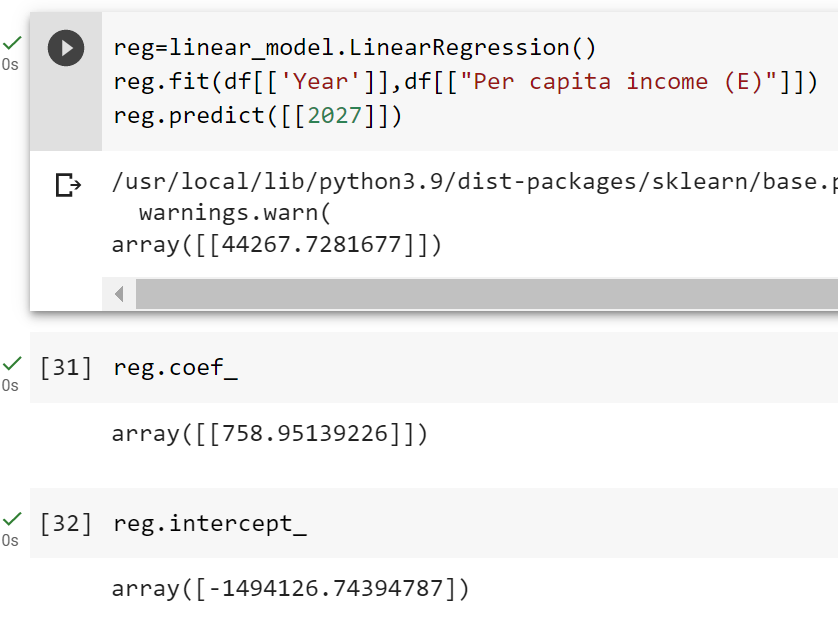 0s
reg=linear_model.LinearRegression()
reg.fit(df[['Year']],df[["Per capita income (E)"]])
reg.predict([[2027]])
/usr/local/lib/python3.9/dist-packages/sklearn/base.p
warnings.warn(
array([[44267.7281677]])
0s
[31] reg.coef_
array([[758.95139226]])
0s
[32] reg.intercept_
array([-1494126.74394787])